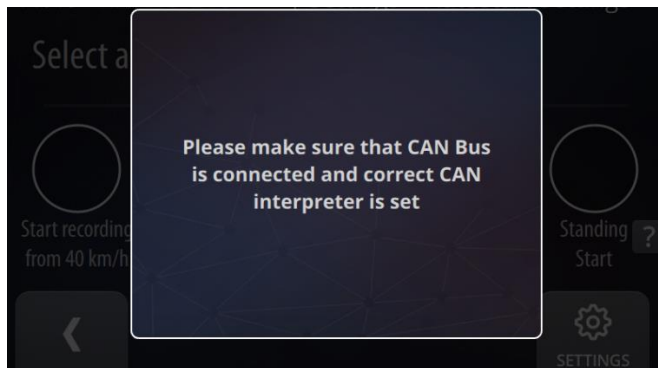 Select a
Please make sure that CAN Bus
is connected and correct CAN
interpreter is set
Start recording
from 40 km/h
Standing
Start
?
SETTINGS